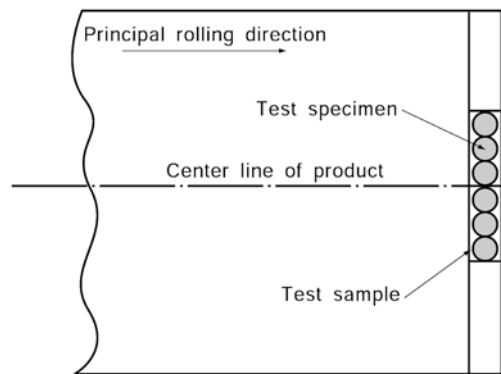 Principal rolling direction
Test specimen
Center line of product
Test sample